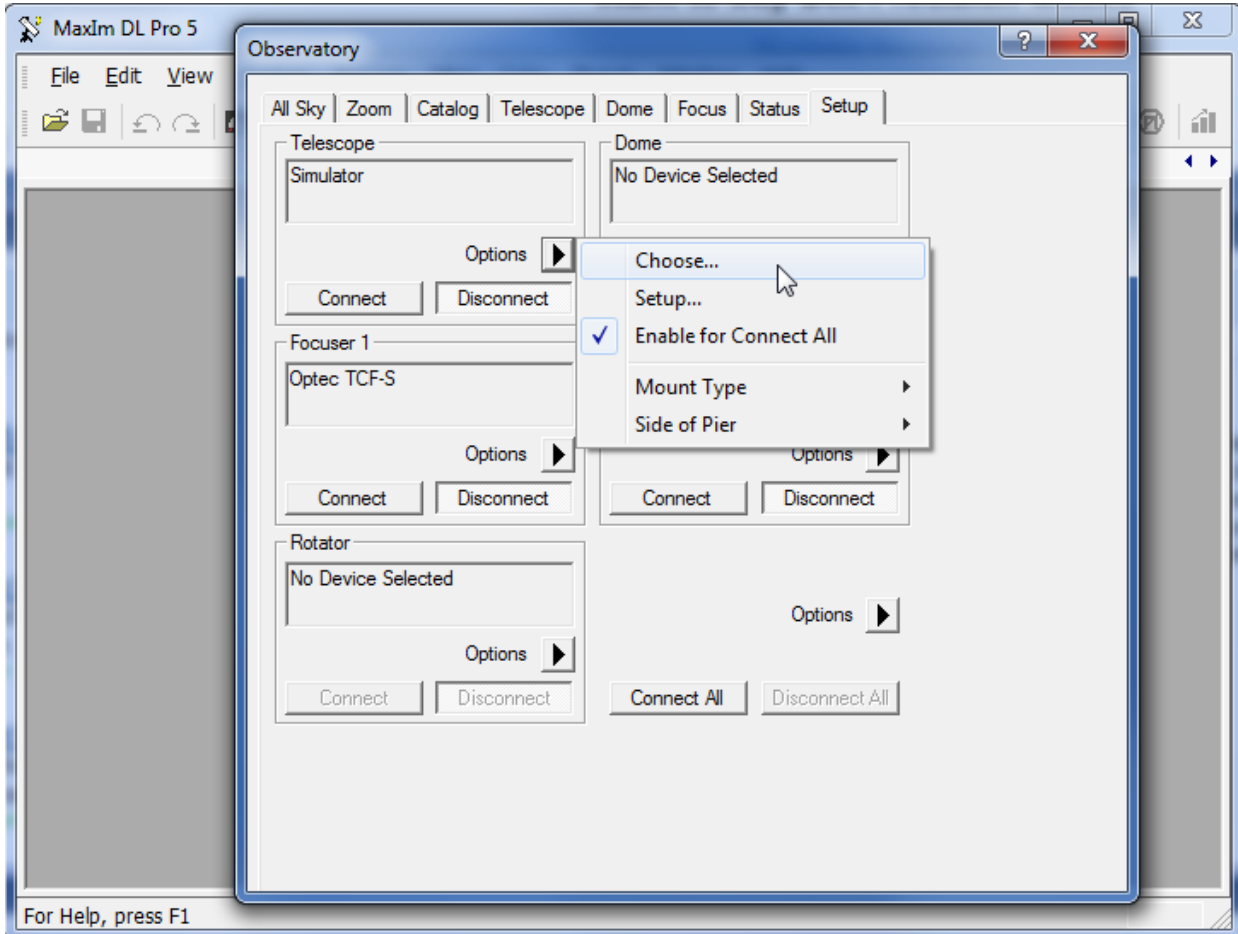 MaxIm DL Pro 5
Observatory
File Edit View
All Sky Zoom Catalog Telescope Dome Focus Status Setup
Telescope
Simulator
Options
Connect Disconnect
Dome
No Device Selected
Choose...
Setup...
Enable for Connect All
Mount Type
Side of Pier
Focuser 1
Optec TCF-S
Options
Connect Disconnect
Options
Connect Disconnect
Rotator
No Device Selected
Options
Connect Disconnect
Options
Connect All Disconnect All
For Help, press F1